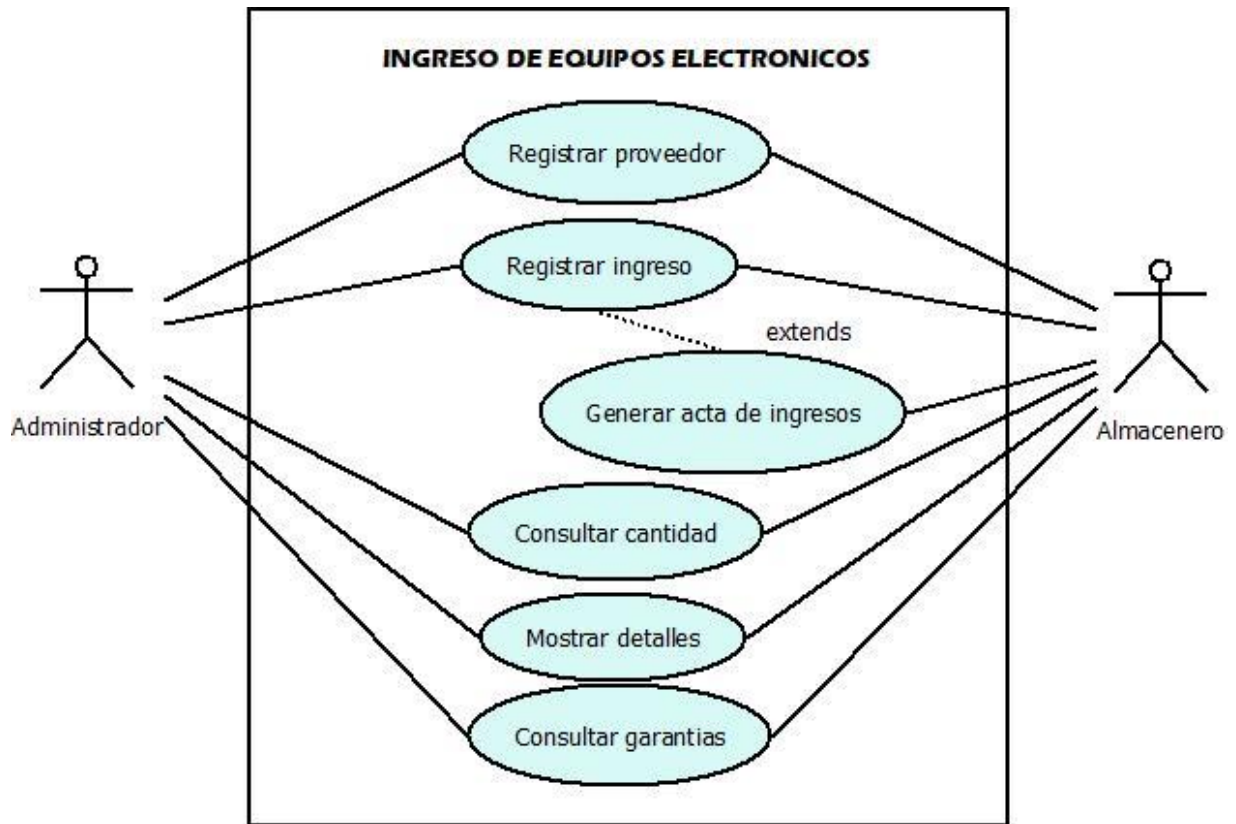 INGRESO DE EQUIPOS ELECTRONICOS
Registrar proveedor
Registrar ingreso
extends
Generar acta de ingresos
Administrador
Almacenero
Consultar cantidad
Mostrar detalles
Consultar garantias